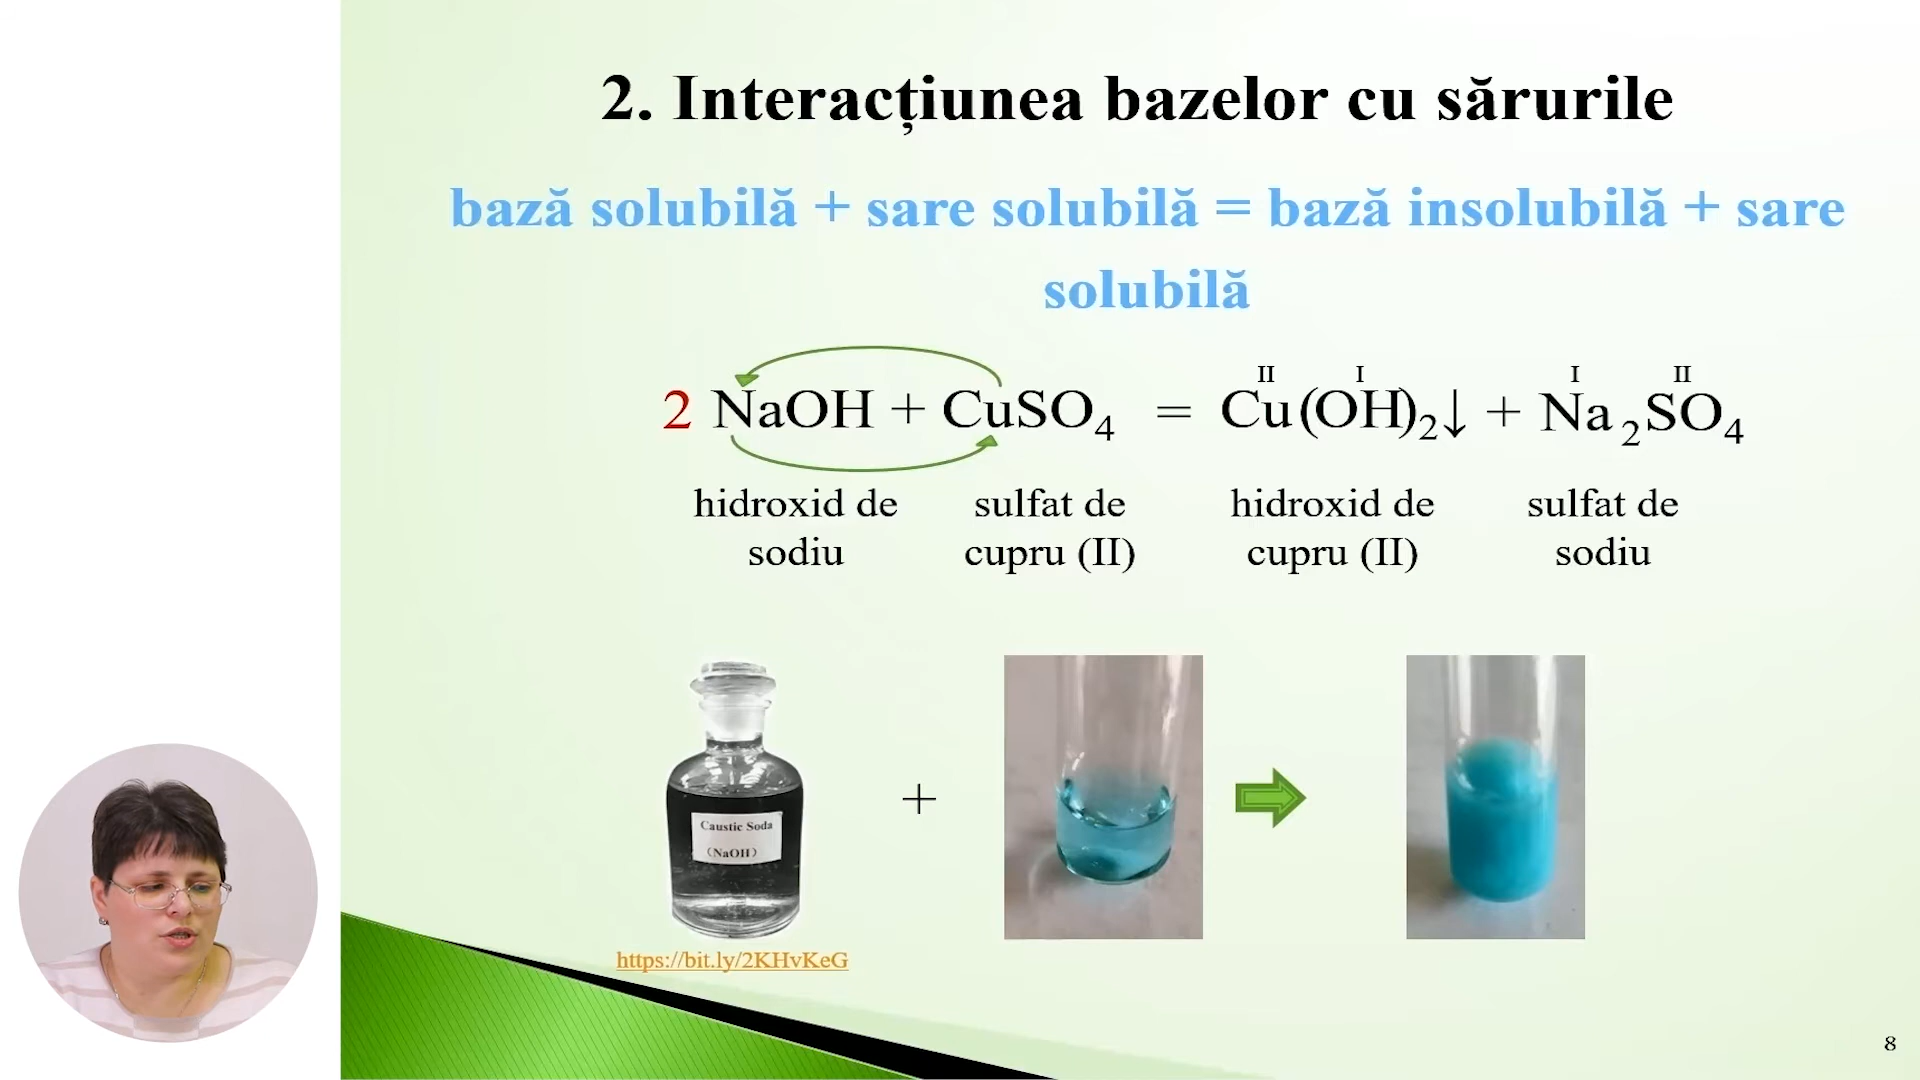 2. Interacțiunea bazelor cu sărurile
bază solubilă + sare solubilă = bază insolubilă + sare
solubilă
II I I II
2 NaOH + CuSO₄ = Cu(OH)₂↓ + Na₂SO₄
hidroxid de sulfat de hidroxid de sulfat de
sodiu cupru (II) cupru (II) sodiu
Caustic Soda
(NaOH)
+
https://bit.ly/2KHvKeG
8